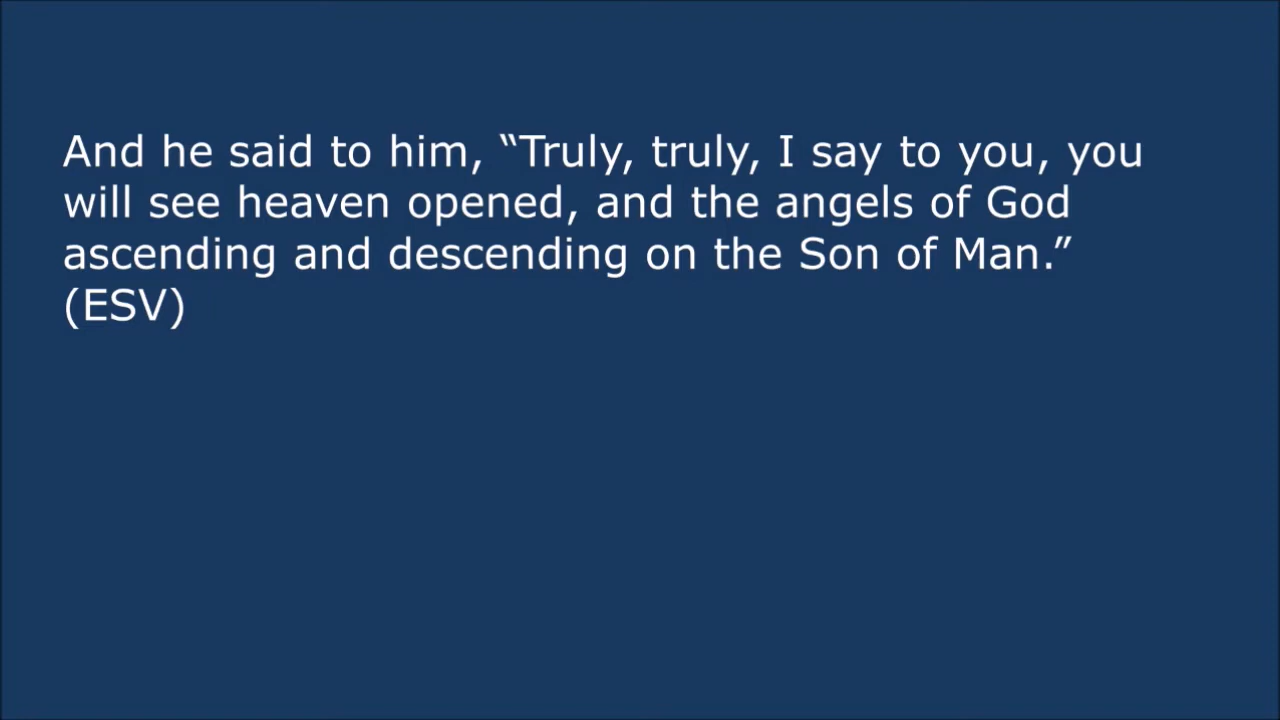 And he said to him, “Truly, truly, I say to you, you
will see heaven opened, and the angels of God
ascending and descending on the Son of Man.”
(ESV)